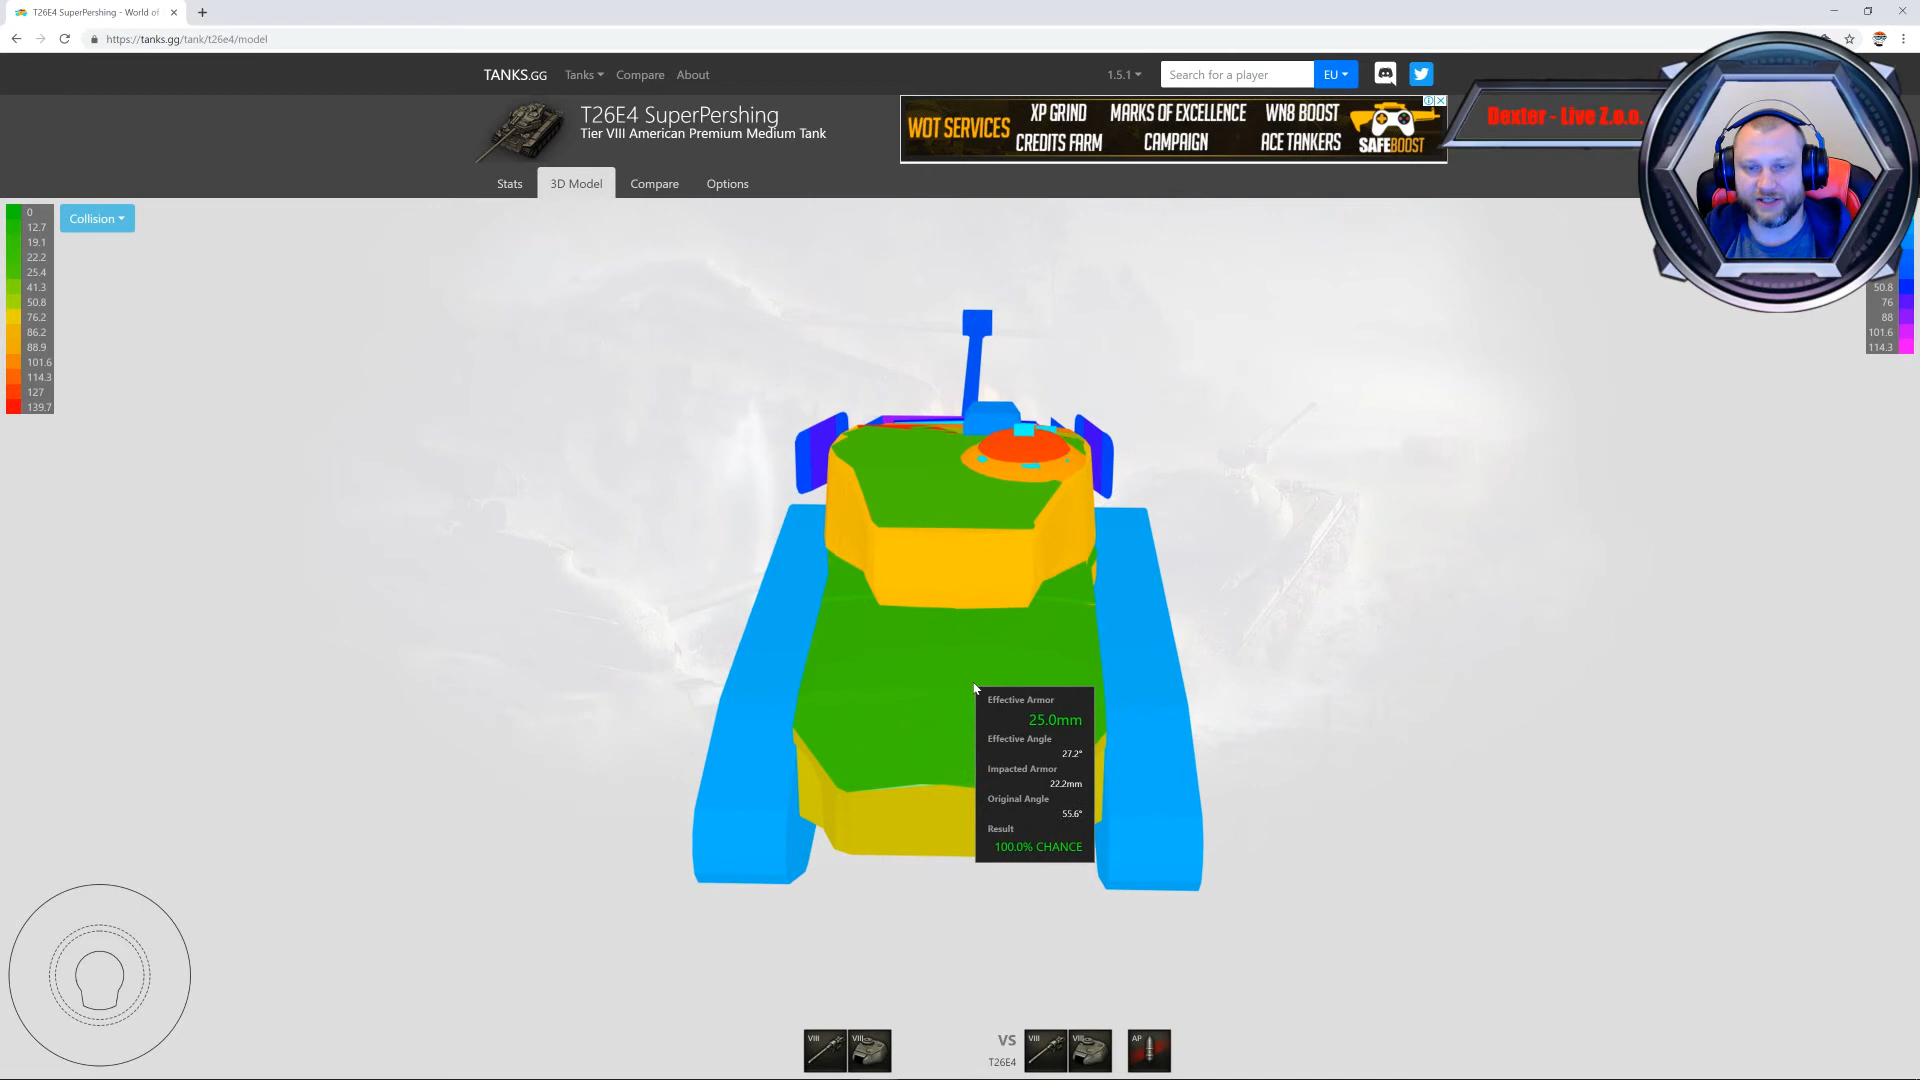 T26E4 SuperPershing - World of
https://tanks.gg/tank/t26e4/model
TANKS.GG
Tanks
Compare
About
1.5.1
Search for a player
EU
T26E4 SuperPershing
Tier VIII American Premium Medium Tank
WOT SERVICES
XP GRIND
CREDITS FARM
MARKS OF EXCELLENCE
CAMPAIGN
WN8 BOOST
ACE TANKERS
SAFEBOOST
Dexter - Live Z.o.o.
Stats
3D Model
Compare
Options
Collision
0
12.7
19.1
22.2
25.4
41.3
50.8
76.2
86.2
88.9
101.6
114.3
127
139.7
50.8
76
88
101.6
114.3
Effective Armor
25.0mm
Effective Angle
27.2°
Impacted Armor
22.2mm
Original Angle
55.6°
Result
100.0% CHANCE
VIII
VIII
VS
T26E4
VIII
VIII
AP